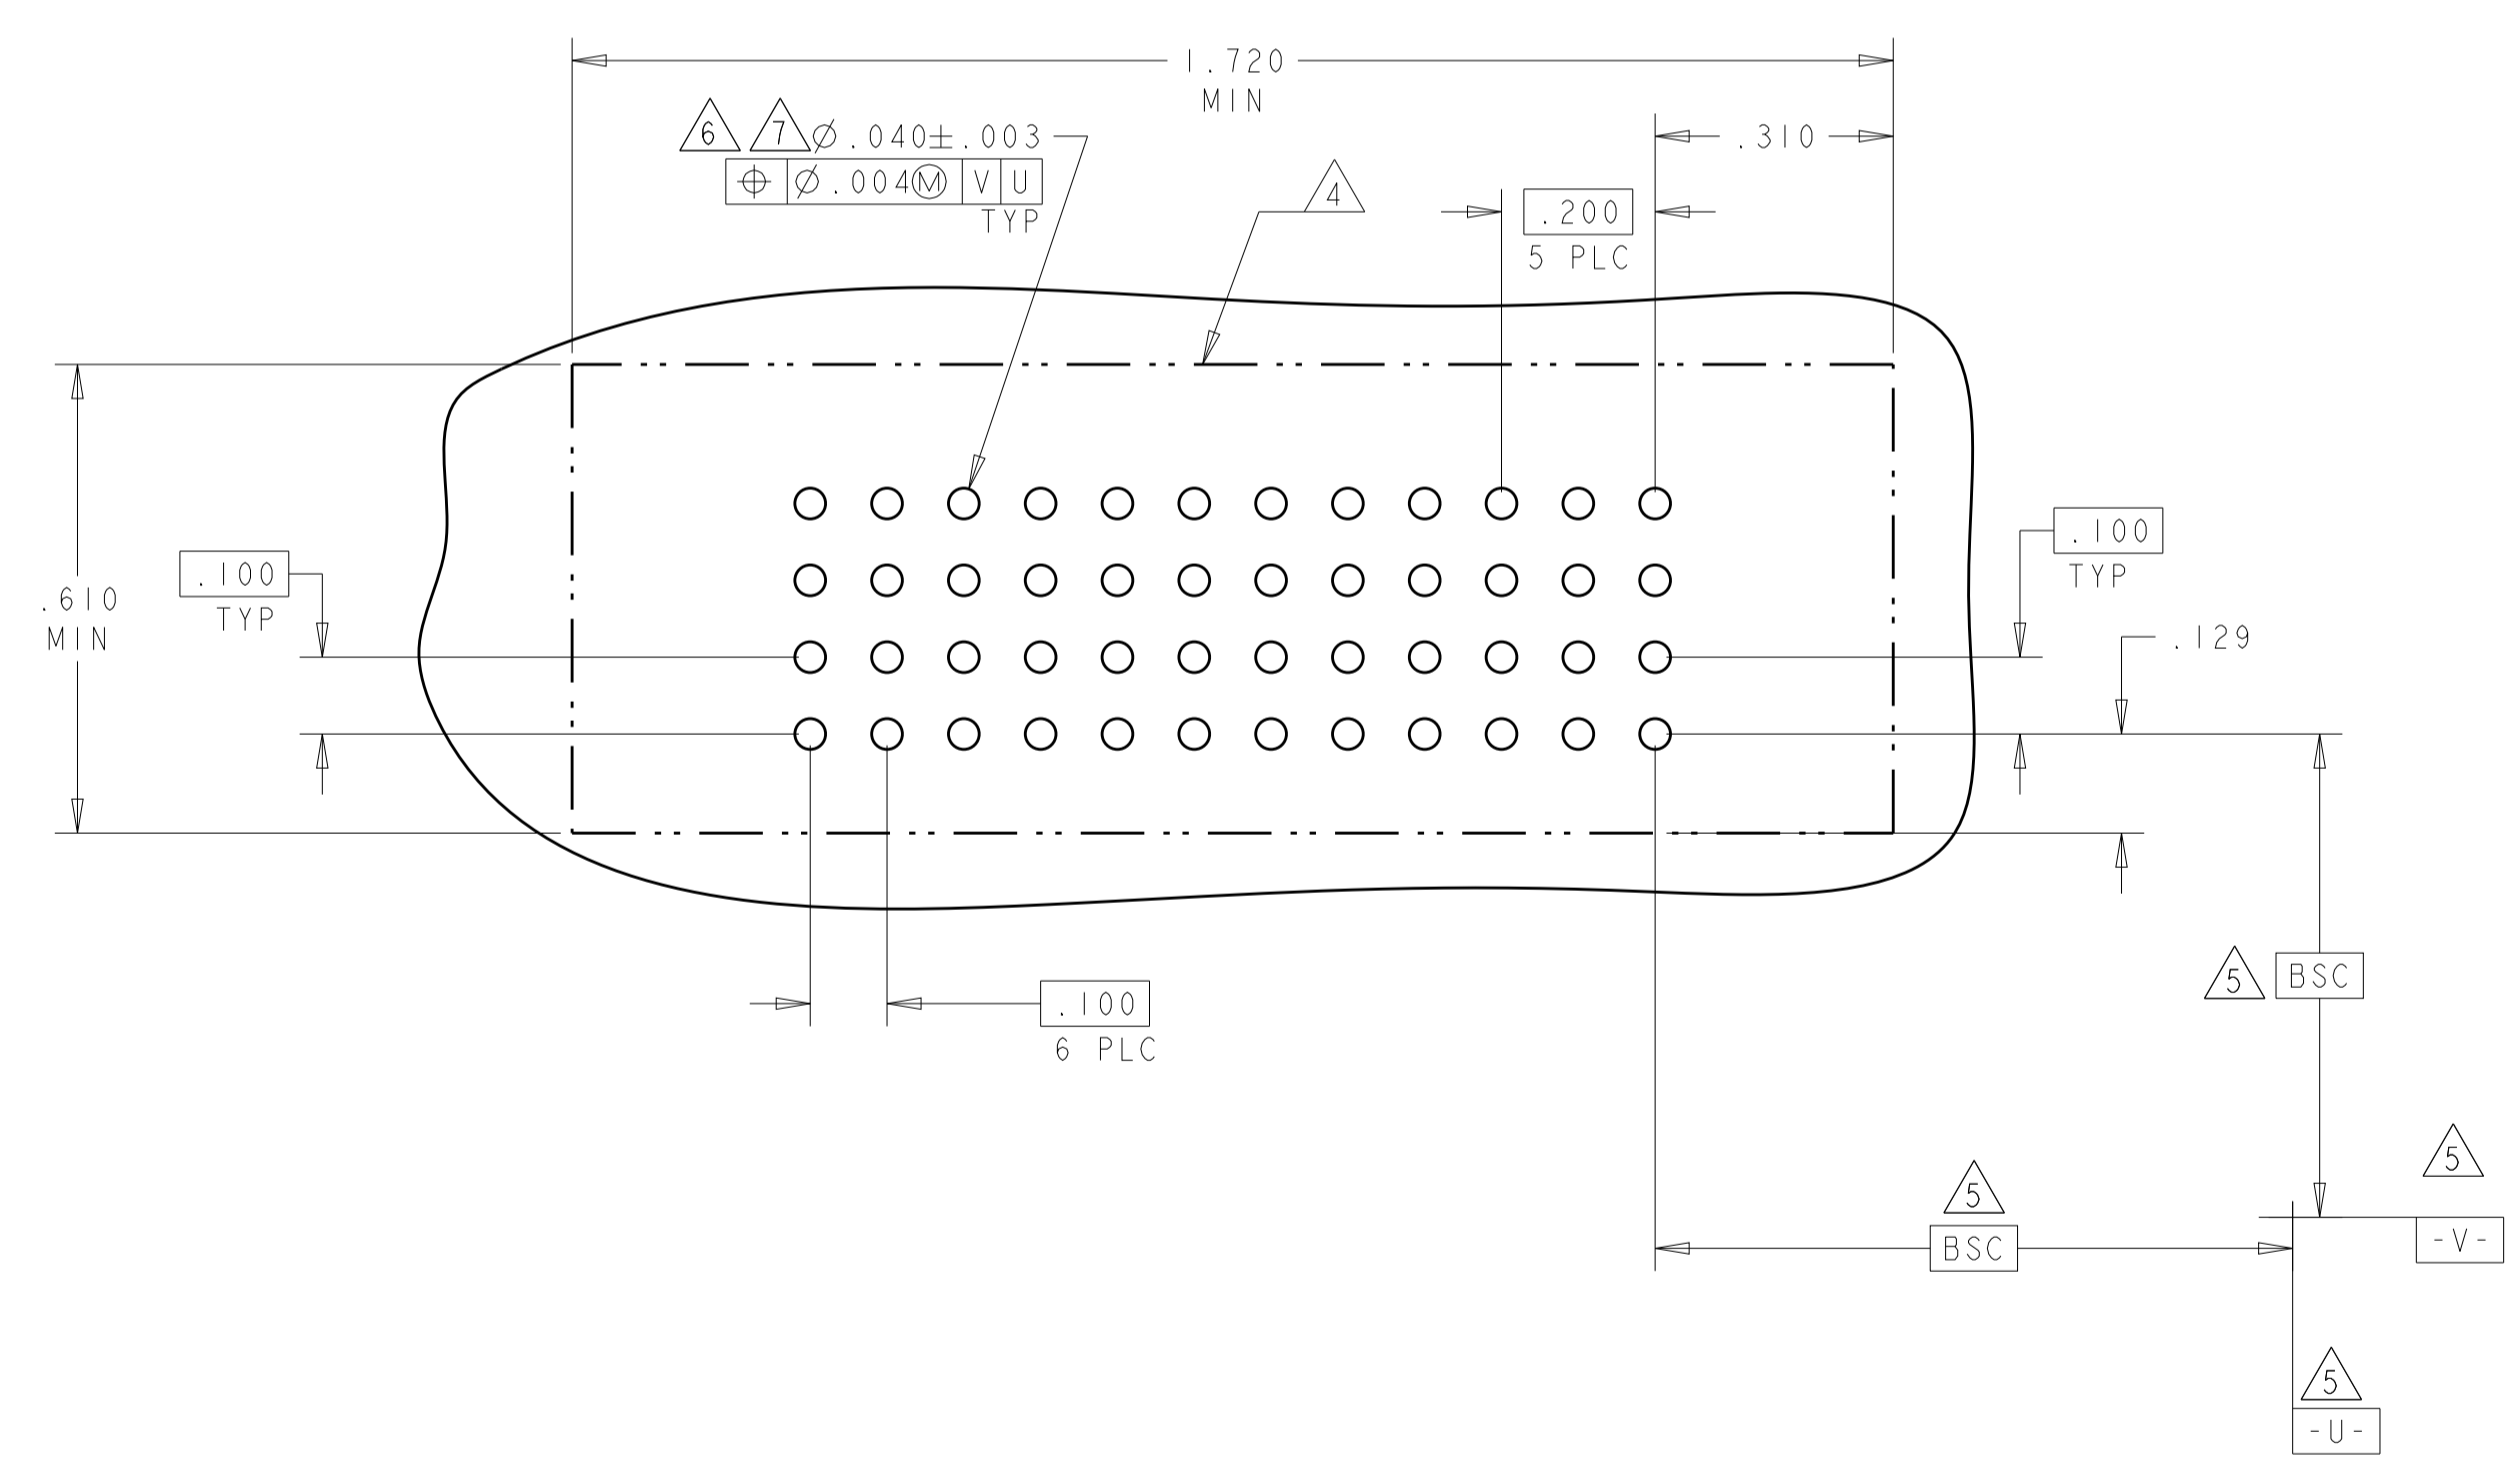 1.720
MIN
6 7 ⌀.040±.003
.310
⌖ ⌀.004Ⓜ V U
TYP
4
.200
5 PLC
.100
TYP
.100
TYP
.610
MIN
.129
5 BSC
.100
6 PLC
5
5
BSC
-V-
5
-U-